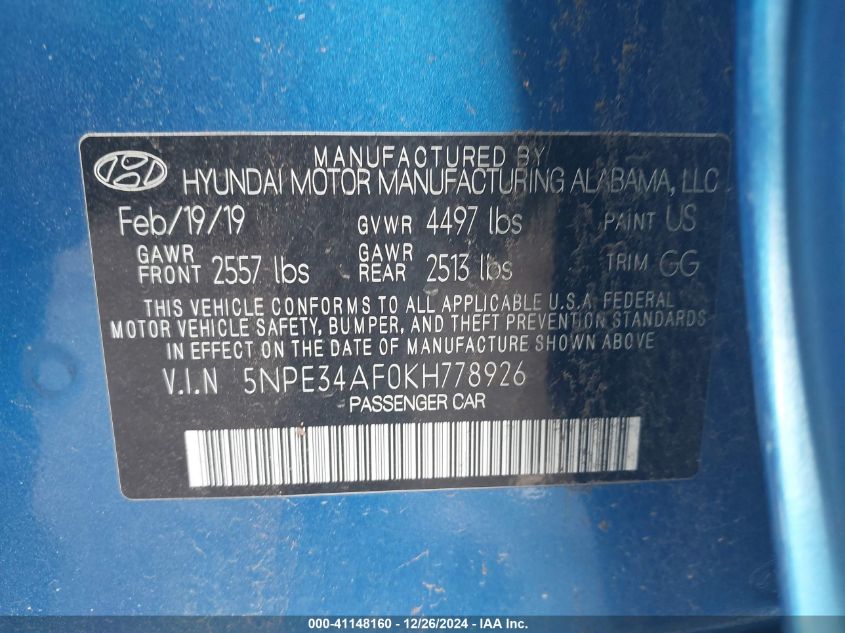 MANUFACTURED BY
HYUNDAI MOTOR MANUFACTURING ALABAMA, LLC
Feb/19/19 GVWR 4497 lbs PAINT US
GAWR FRONT 2557 lbs GAWR REAR 2513 lbs TRIM GG
THIS VEHICLE CONFORMS TO ALL APPLICABLE U.S.A. FEDERAL
MOTOR VEHICLE SAFETY, BUMPER, AND THEFT PREVENTION STANDARDS
IN EFFECT ON THE DATE OF MANUFACTURE SHOWN ABOVE.
V.I.N 5NPE34AF0KH778926
PASSENGER CAR
000-41148160 - 12/26/2024 - IAA Inc.